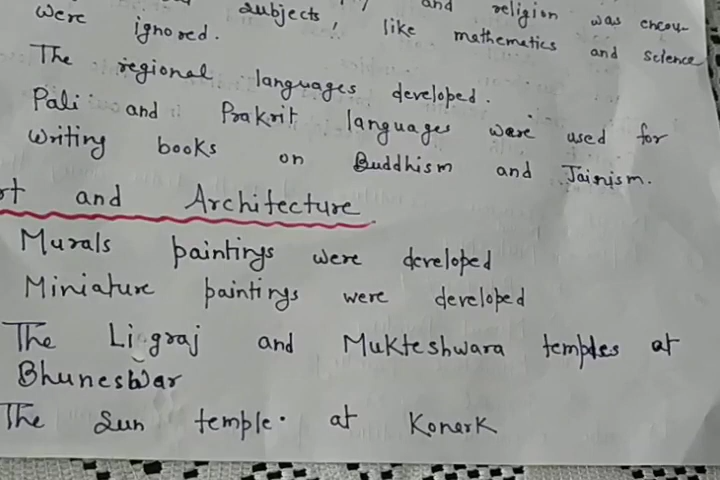 and religion was encou-
were subjects, like mathematics and science
ignored.
The regional languages developed.
Pali and Prakrit languages were used for
writing books on Buddhism and Jainism.
and Architecture
Murals paintings were developed
Miniature paintings were developed
The Ligraj and Mukteshwara temples at
Bhuneswar
The Sun temple. at Konark